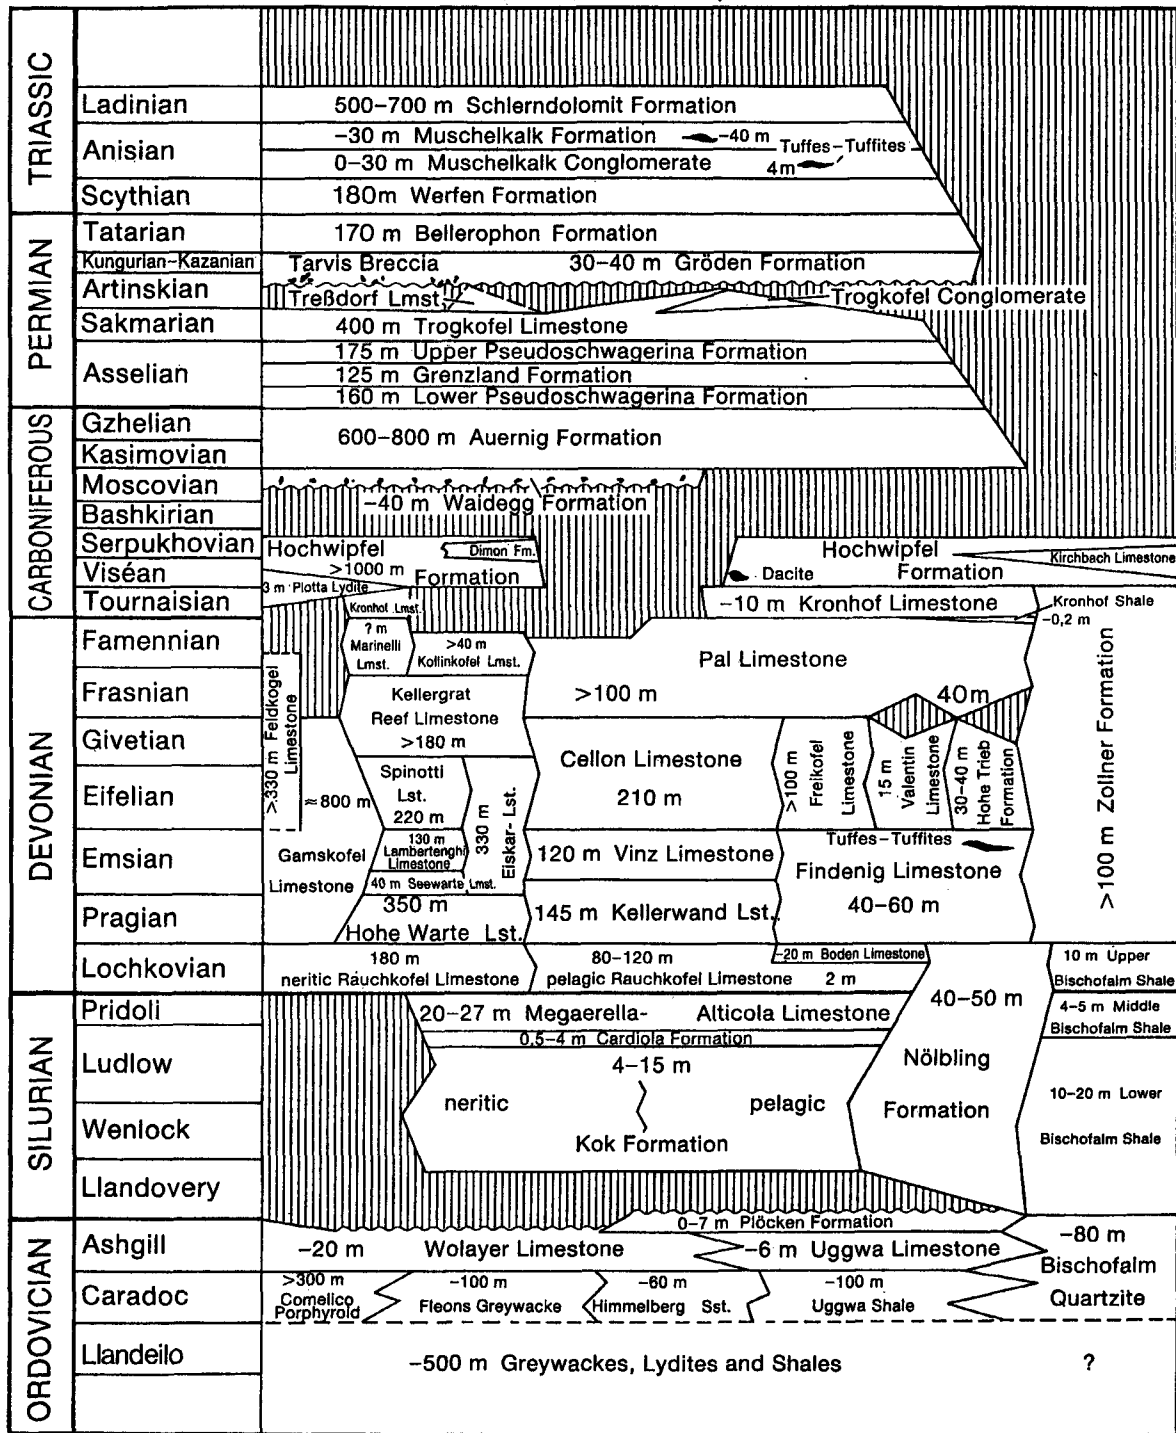 TRIASSIC
Ladinian
500-700 m Schlerndolomit Formation
Anisian
-30 m Muschelkalk Formation
-40 m
Tuffes-Tuffites
0-30 m Muschelkalk Conglomerate
4m
Scythian
180m Werfen Formation
PERMIAN
Tatarian
170 m Bellerophon Formation
Kungurian-Kazanian
Tarvis Breccia
30-40 m Gröden Formation
Artinskian
Treßdorf Lmst
Trogkofel Conglomerate
Sakmarian
400 m Trogkofel Limestone
Asselian
175 m Upper Pseudoschwagerina Formation
125 m Grenzland Formation
160 m Lower Pseudoschwagerina Formation
CARBONIFEROUS
Gzhelian
Kasimovian
600-800 m Auernig Formation
Moscovian
-40 m Waidegg Formation
Bashkirian
Serpukhovian
Hochwipfel
Dimon Fm.
Hochwipfel
Kirchbach Limestone
Viséan
>1000 m
Formation
Dacite
Formation
3 m Plotta Lydite
Tournaisian
Kronhof Lmst.
-10 m Kronhof Limestone
Kronhof Shale
-0,2 m
DEVONIAN
Famennian
? m
Marinelli
Lmst.
>40 m
Kollinkofel Lmst.
Pal Limestone
Frasnian
>330 m Feldkogel
Limestone
Kellergrat
Reef Limestone
>180 m
>100 m
40m
>100 m Zollner Formation
Givetian
Cellon Limestone
210 m
>100 m
Freikofel
Limestone
15 m
Valentin
Limestone
30-40 m
Hohe Trieb
Formation
Eifelian
≈800 m
Spinotti
Lst.
220 m
330 m
Eiskar-Lst.
Emsian
Gamskofel
Limestone
130 m
Lambertenghi
Limestone
40 m Seewarte Lmst.
120 m Vinz Limestone
Tuffes-Tuffites
Findenig Limestone
40-60 m
Pragian
350 m
Hohe Warte Lst.
145 m Kellerwand Lst.
Lochkovian
180 m
neritic Rauchkofel Limestone
80-120 m
pelagic Rauchkofel Limestone
-20 m Boden Limestone
2 m
10 m Upper
Bischofalm Shale
SILURIAN
Pridoli
20-27 m Megaerella-
Alticola Limestone
40-50 m
Nölbling
Formation
4-5 m Middle
Bischofalm Shale
0,5-4 m Cardiola Formation
Ludlow
4-15 m
neritic
pelagic
Kok Formation
10-20 m Lower
Bischofalm Shale
Wenlock
Llandovery
ORDOVICIAN
0-7 m Plöcken Formation
Ashgill
-20 m
Wolayer Limestone
-6 m Uggwa Limestone
-80 m
Bischofalm
Quartzite
Caradoc
>300 m
Comelico
Porphyroid
-100 m
Fleons Greywacke
-60 m
Himmelberg Sst.
-100 m
Uggwa Shale
Llandeilo
-500 m Greywackes, Lydites and Shales
?